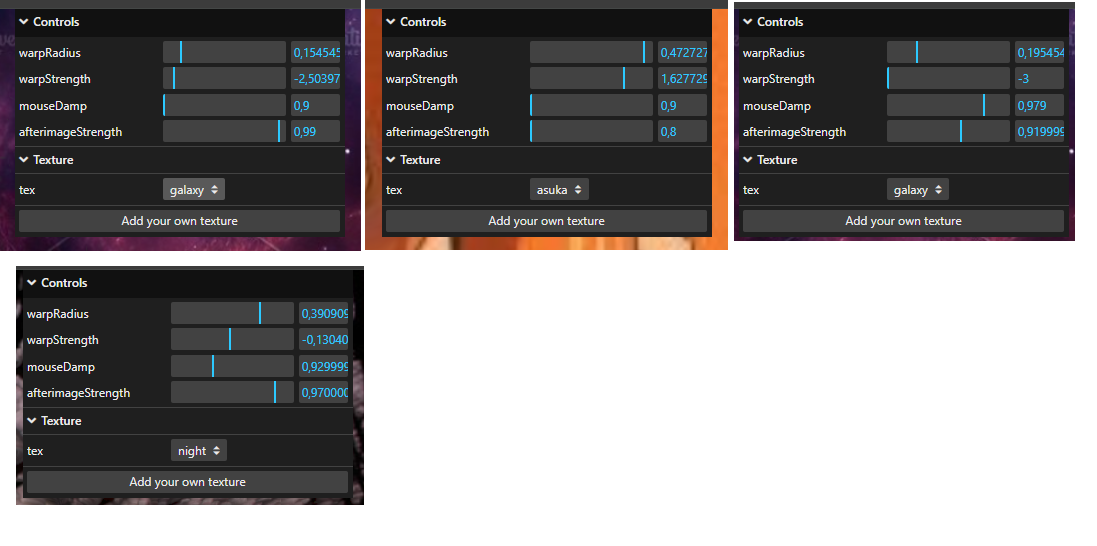 Controls
warpRadius 0,154545
warpStrength -2,50397
mouseDamp 0,9
afterimageStrength 0,99
Texture
tex galaxy
Add your own texture
Controls
warpRadius 0,472727
warpStrength 1,627729
mouseDamp 0,9
afterimageStrength 0,8
Texture
tex asuka
Add your own texture
Controls
warpRadius 0,195454
warpStrength -3
mouseDamp 0,979
afterimageStrength 0,919999
Texture
tex galaxy
Add your own texture
Controls
warpRadius 0,390909
warpStrength -0,13040
mouseDamp 0,929999
afterimageStrength 0,970000
Texture
tex night
Add your own texture